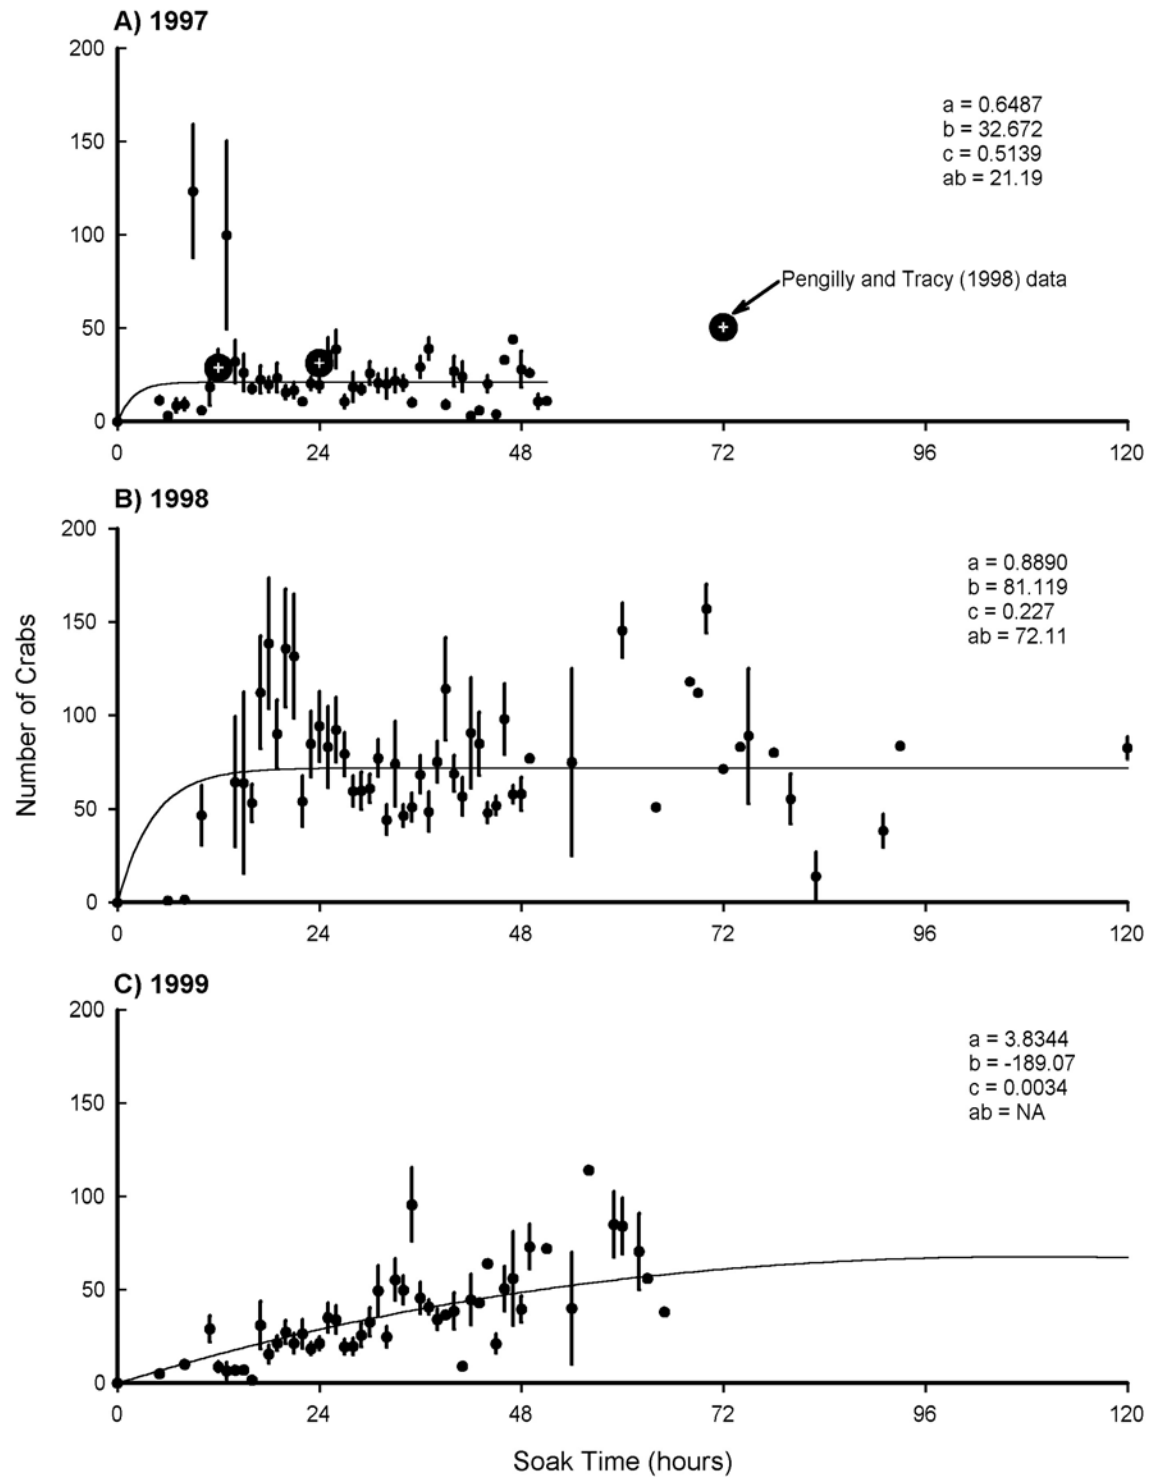 A) 1997
200
150
100
50
0
a = 0.6487
b = 32.672
c = 0.5139
ab = 21.19
Pengilly and Tracy (1998) data
0 24 48 72 96 120
B) 1998
200
150
100
50
0
a = 0.8890
b = 81.119
c = 0.227
ab = 72.11
0 24 48 72 96 120
Number of Crabs
C) 1999
200
150
100
50
0
a = 3.8344
b = -189.07
c = 0.0034
ab = NA
0 24 48 72 96 120
Soak Time (hours)